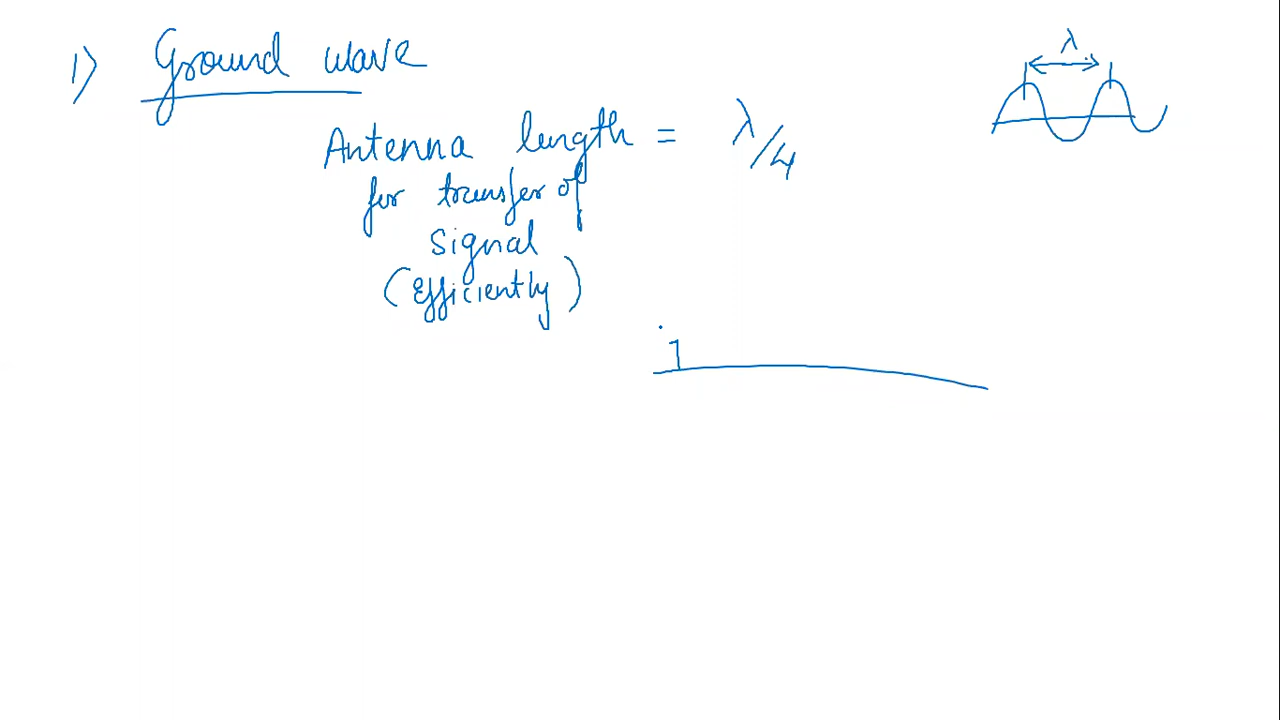 1) Ground wave
λ
Antenna length = λ/4
for transfer of
signal
(Efficiently)